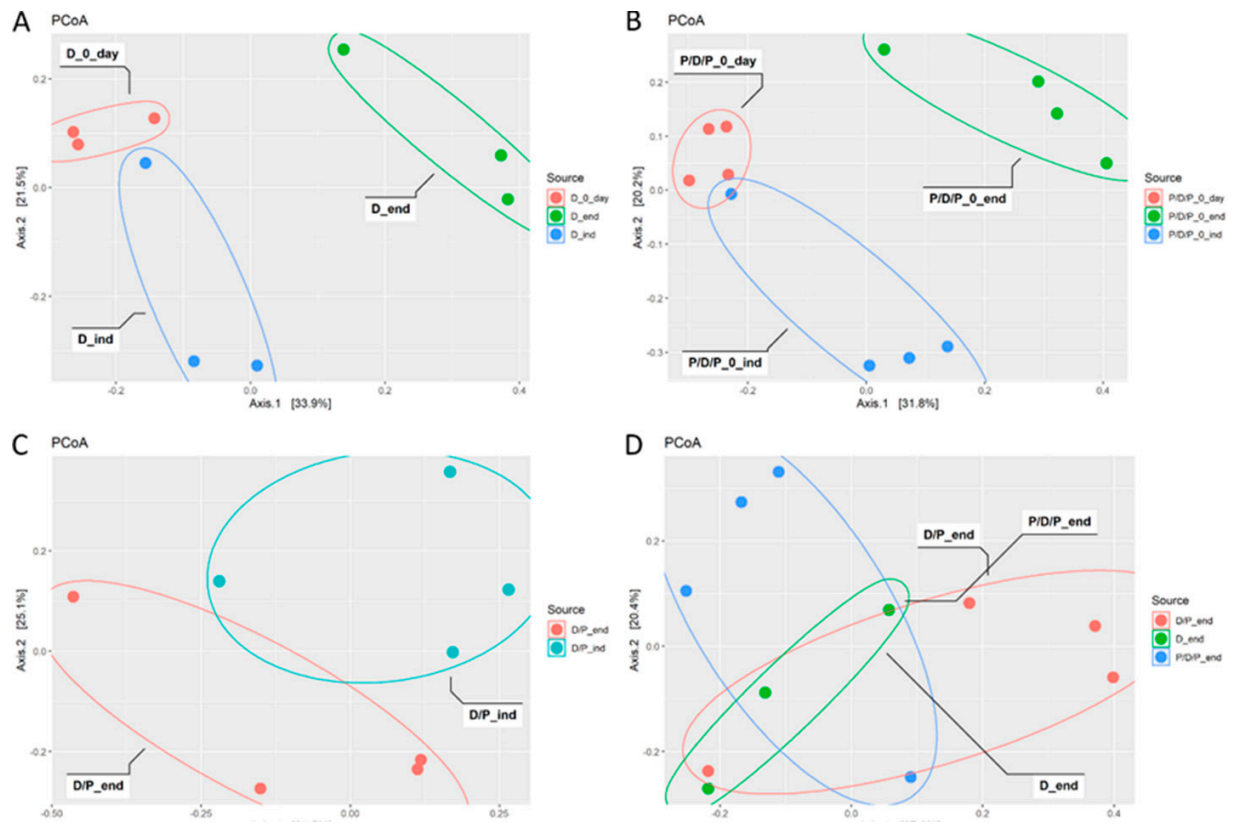 A
PCoA
D_0_day
D_end
D_ind
0.2
0.0
-0.2
Axis.2 [21.5%]
-0.2
0.0
0.2
0.4
Axis.1 [33.9%]
Source
D_0_day
D_end
D_ind
B
PCoA
P/D/P_0_day
P/D/P_0_end
P/D/P_0_ind
0.2
0.1
0.0
-0.1
-0.2
-0.3
Axis.2 [20.2%]
-0.2
0.0
0.2
0.4
Axis.1 [31.8%]
Source
P/D/P_0_day
P/D/P_0_end
P/D/P_0_ind
C
PCoA
D/P_ind
D/P_end
0.2
0.0
-0.2
Axis.2 [25.1%]
-0.50
-0.25
0.00
0.25
Source
D/P_end
D/P_ind
D
PCoA
P/D/P_end
D/P_end
D_end
0.2
0.0
-0.2
Axis.2 [20.4%]
-0.2
0.0
0.2
0.4
Source
D/P_end
D_end
P/D/P_end